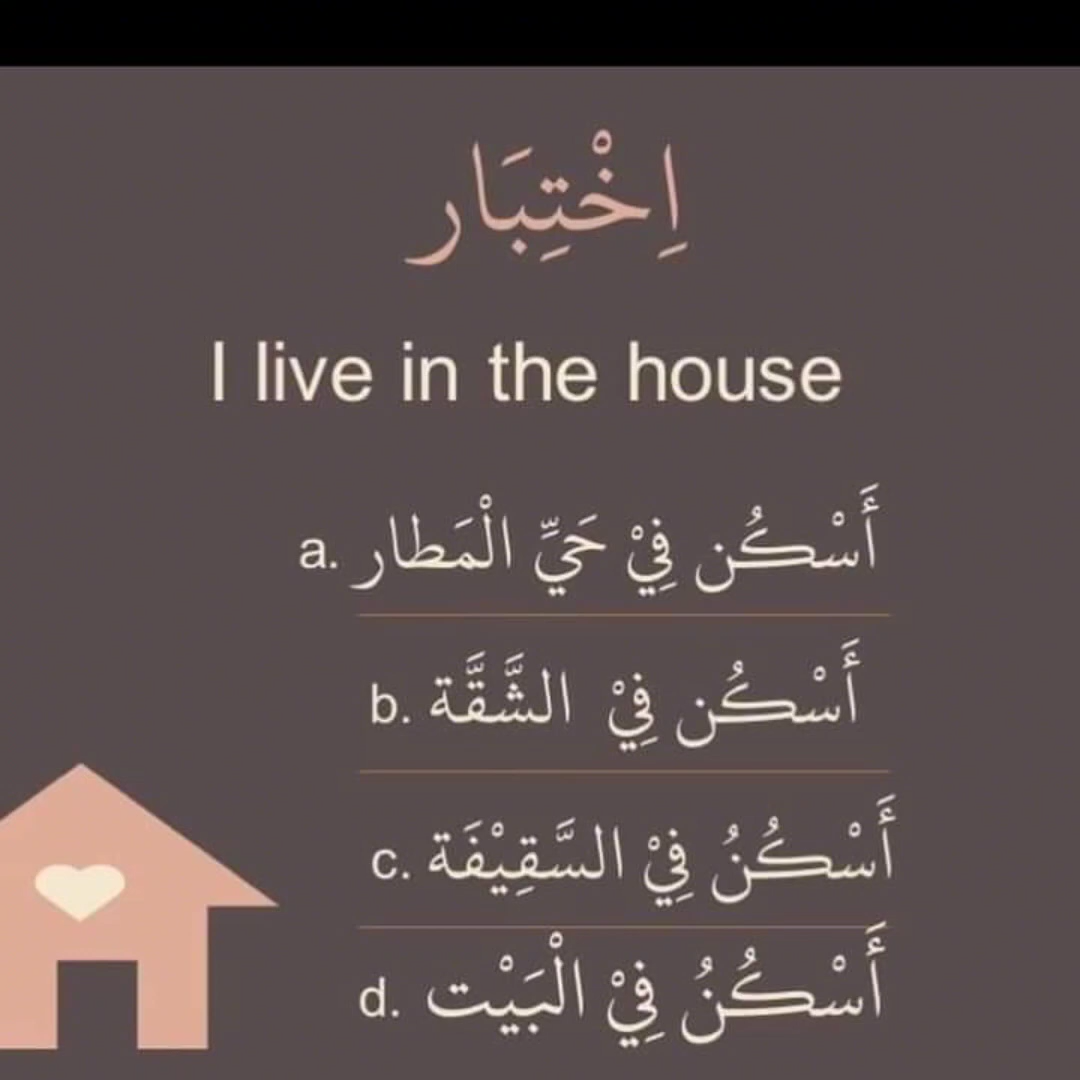 اِخْتِبَار
I live in the house
a. أَسْكُن فِيْ حَيِّ الْمَطار
b. أَسْكُن فِيْ الشَّقَّة
c. أَسْكُنُ فِيْ السَّقِيْفَة
d. أَسْكُنُ فِيْ الْبَيْت